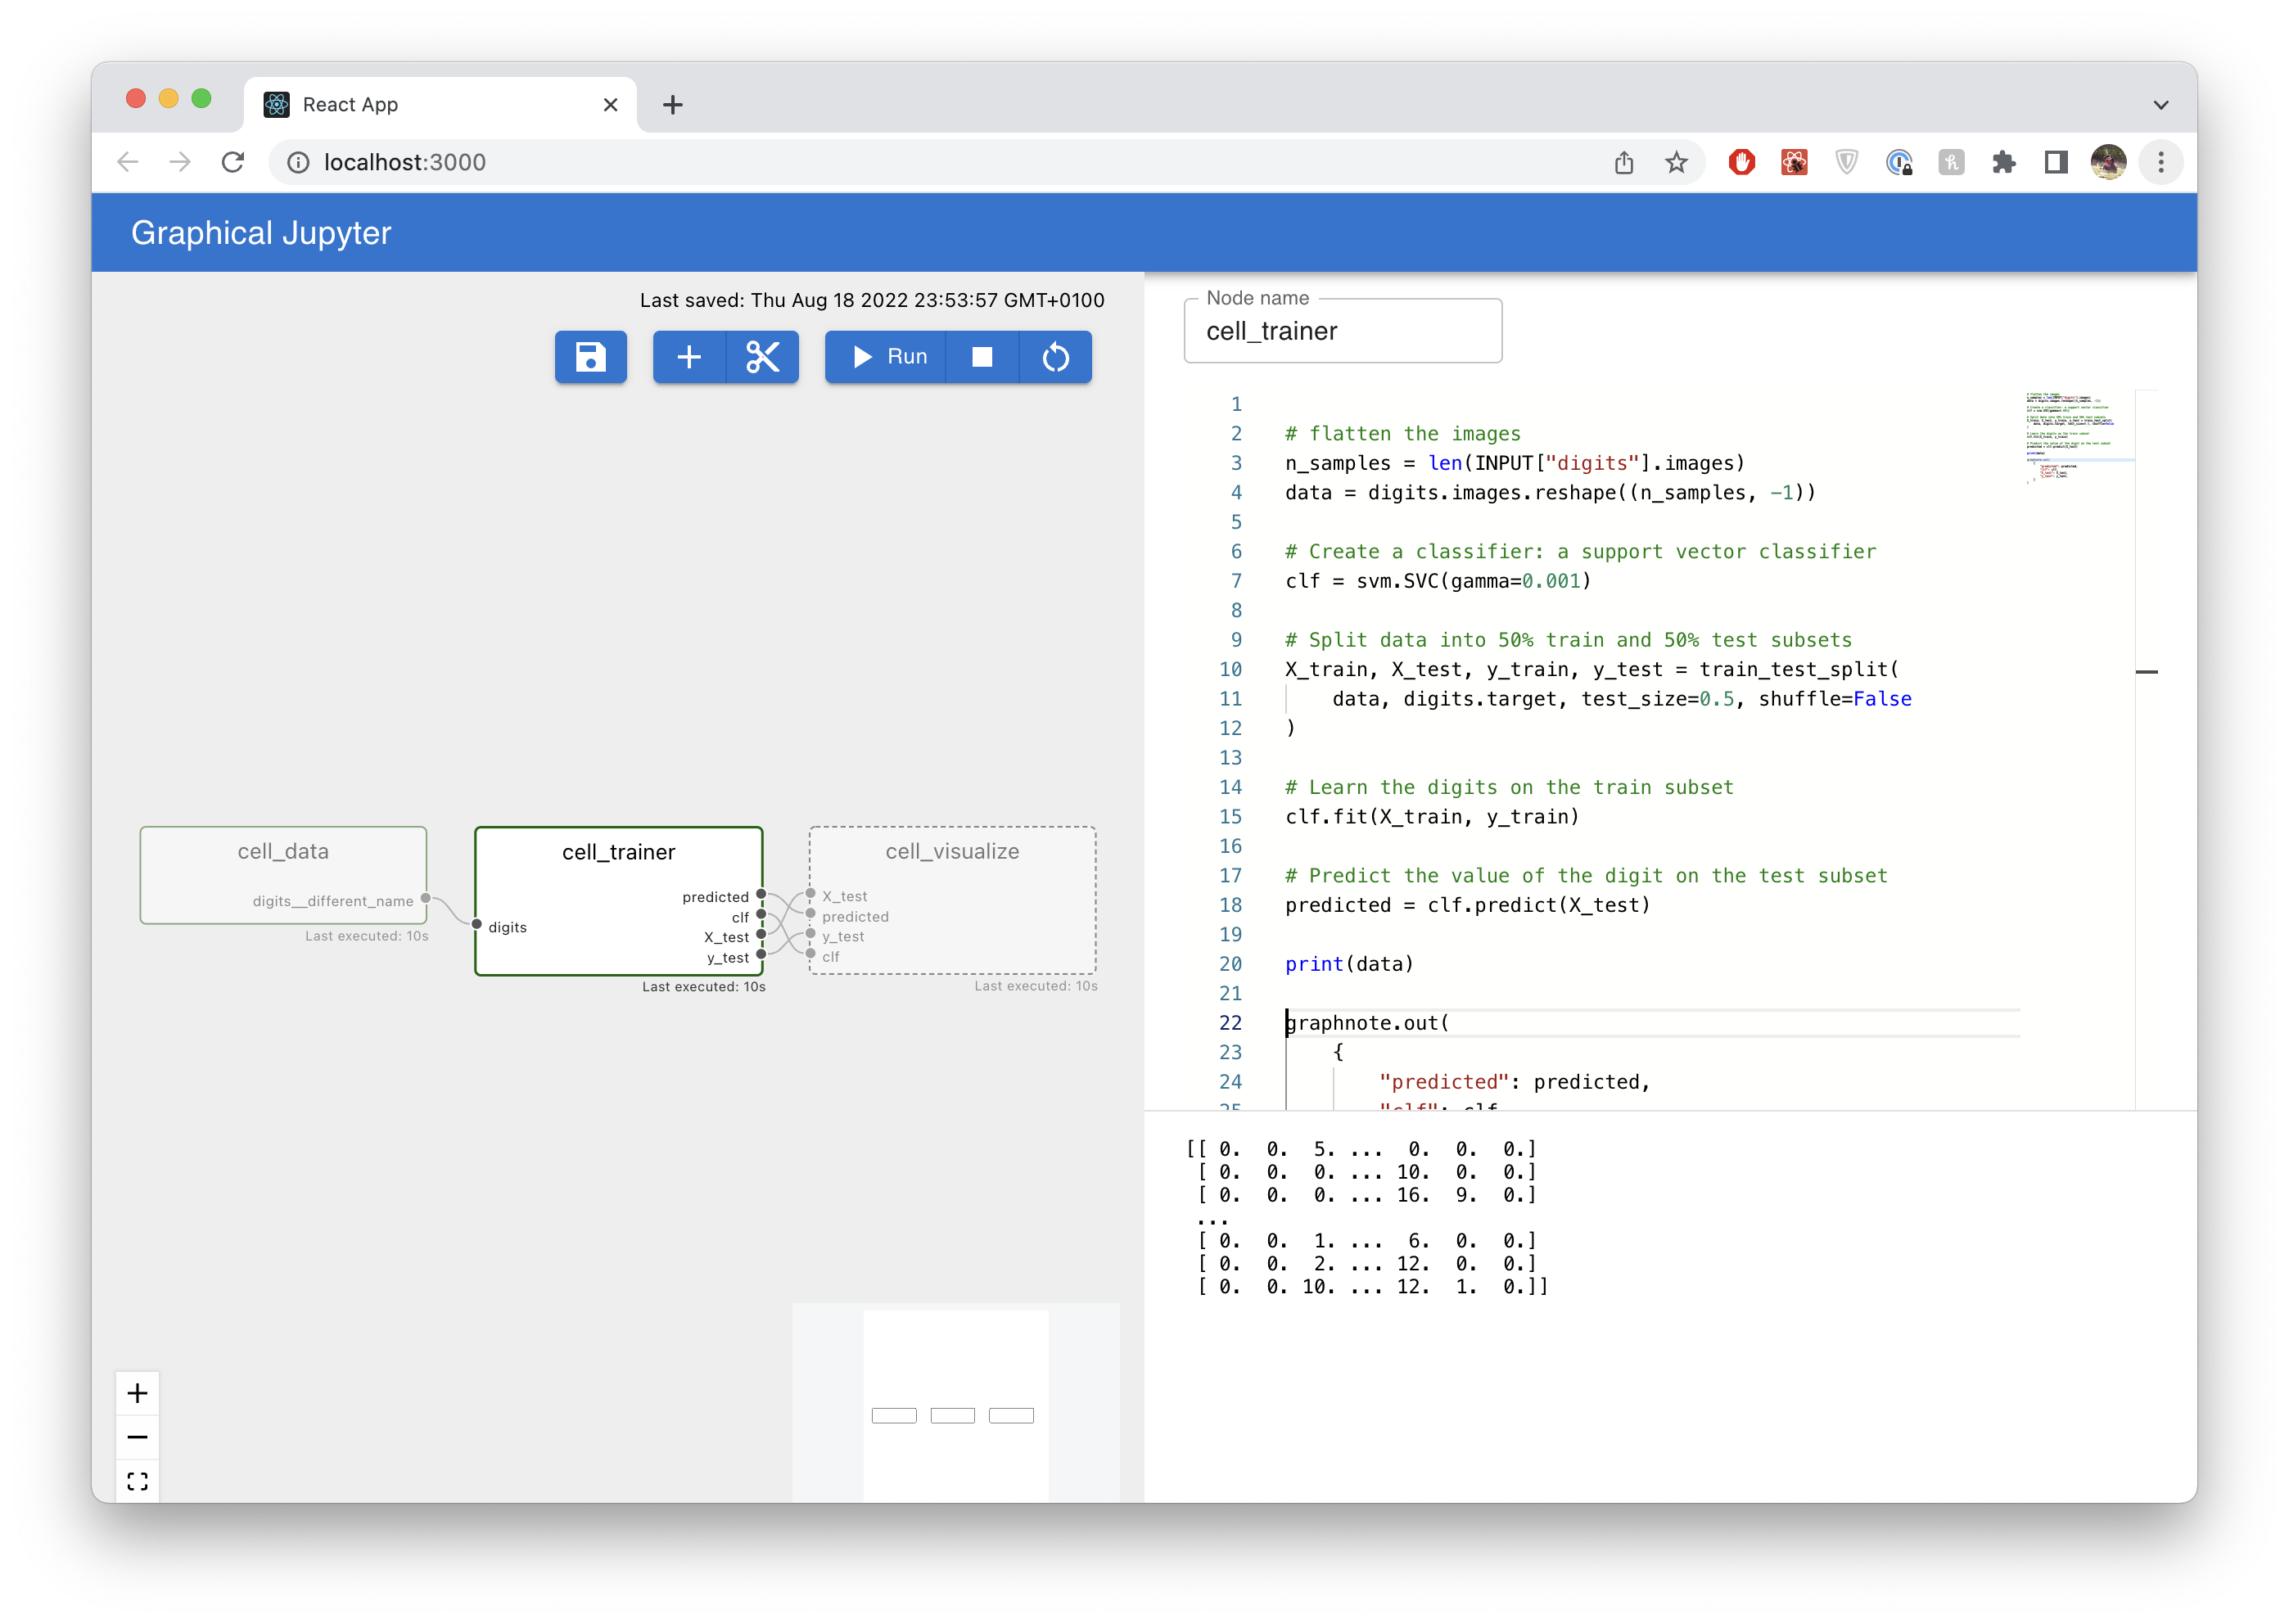 React App
localhost:3000
Graphical Jupyter
Last saved: Thu Aug 18 2022 23:53:57 GMT+0100
Run
cell_data
digits__different_name
Last executed: 10s
cell_trainer
predicted
clf
X_test
y_test
digits
Last executed: 10s
cell_visualize
X_test
predicted
y_test
clf
Last executed: 10s
Node name
cell_trainer
1
2 # flatten the images
3 n_samples = len(INPUT["digits"].images)
4 data = digits.images.reshape((n_samples, -1))
5
6 # Create a classifier: a support vector classifier
7 clf = svm.SVC(gamma=0.001)
8
9 # Split data into 50% train and 50% test subsets
10 X_train, X_test, y_train, y_test = train_test_split(
11     data, digits.target, test_size=0.5, shuffle=False
12 )
13
14 # Learn the digits on the train subset
15 clf.fit(X_train, y_train)
16
17 # Predict the value of the digit on the test subset
18 predicted = clf.predict(X_test)
19
20 print(data)
21
22 graphnote.out(
23     {
24         "predicted": predicted,
25         "clf": clf
[[ 0.  0.  5. ...  0.  0.  0.]
 [ 0.  0.  0. ... 10.  0.  0.]
 [ 0.  0.  0. ... 16.  9.  0.]
 ...
 [ 0.  0.  1. ...  6.  0.  0.]
 [ 0.  0.  2. ... 12.  0.  0.]
 [ 0.  0. 10. ... 12.  1.  0.]]